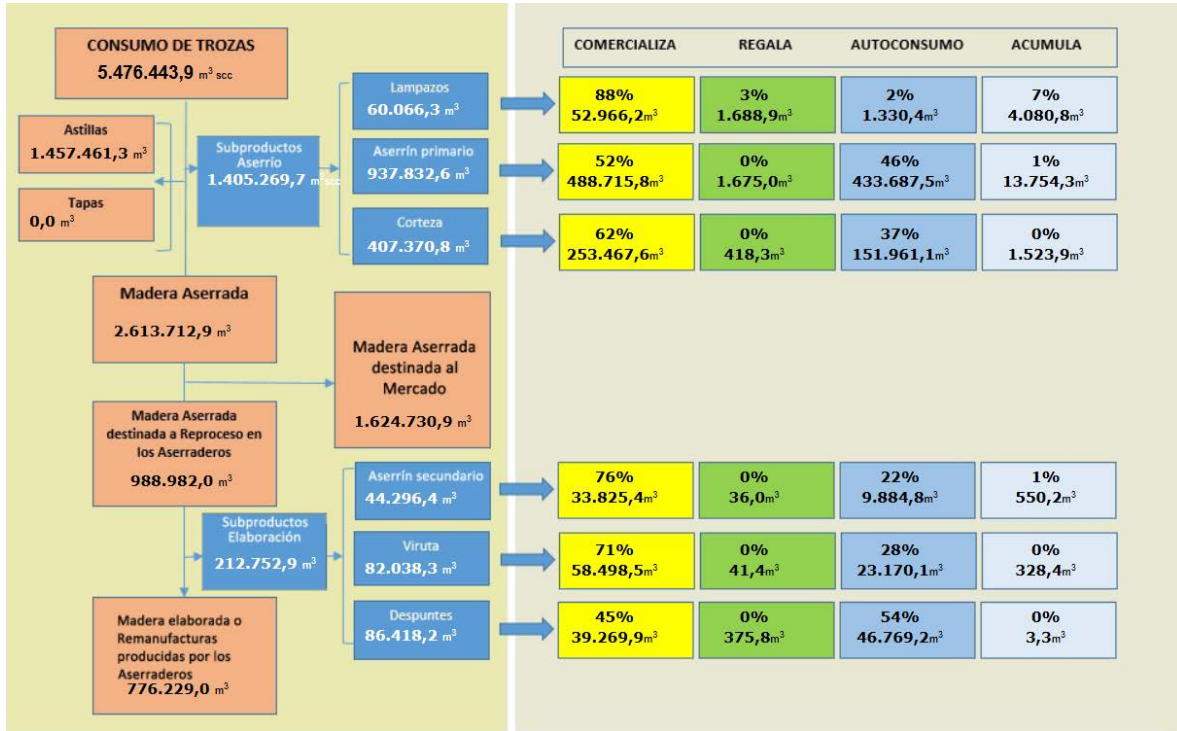 CONSUMO DE TROZAS
5.476.443,9 m³ scc
Astillas
1.457.461,3 m³
Tapas
0,0 m³
Subproductos
Aserrío
1.405.269,7 m³ scc
Lampazos
60.066,3 m³
Aserrín primario
937.832,6 m³
Corteza
407.370,8 m³
Madera Aserrada
2.613.712,9 m³
Madera Aserrada
destinada al
Mercado
1.624.730,9 m³
Madera Aserrada
destinada a Reproceso en
los Aserraderos
988.982,0 m³
Subproductos
Elaboración
212.752,9 m³
Aserrín secundario
44.296,4 m³
Viruta
82.038,3 m³
Despuntes
86.418,2 m³
Madera elaborada o
Remanufacturas
producidas por los
Aserraderos
776.229,0 m³
COMERCIALIZA REGALA AUTOCONSUMO ACUMULA
88% 3% 2% 7%
52.966,2m³ 1.688,9m³ 1.330,4m³ 4.080,8m³
52% 0% 46% 1%
488.715,8m³ 1.675,0m³ 433.687,5m³ 13.754,3m³
62% 0% 37% 0%
253.467,6m³ 418,3m³ 151.961,1m³ 1.523,9m³
76% 0% 22% 1%
33.825,4m³ 36,0m³ 9.884,8m³ 550,2m³
71% 0% 28% 0%
58.498,5m³ 41,4m³ 23.170,1m³ 328,4m³
45% 0% 54% 0%
39.269,9m³ 375,8m³ 46.769,2m³ 3,3m³